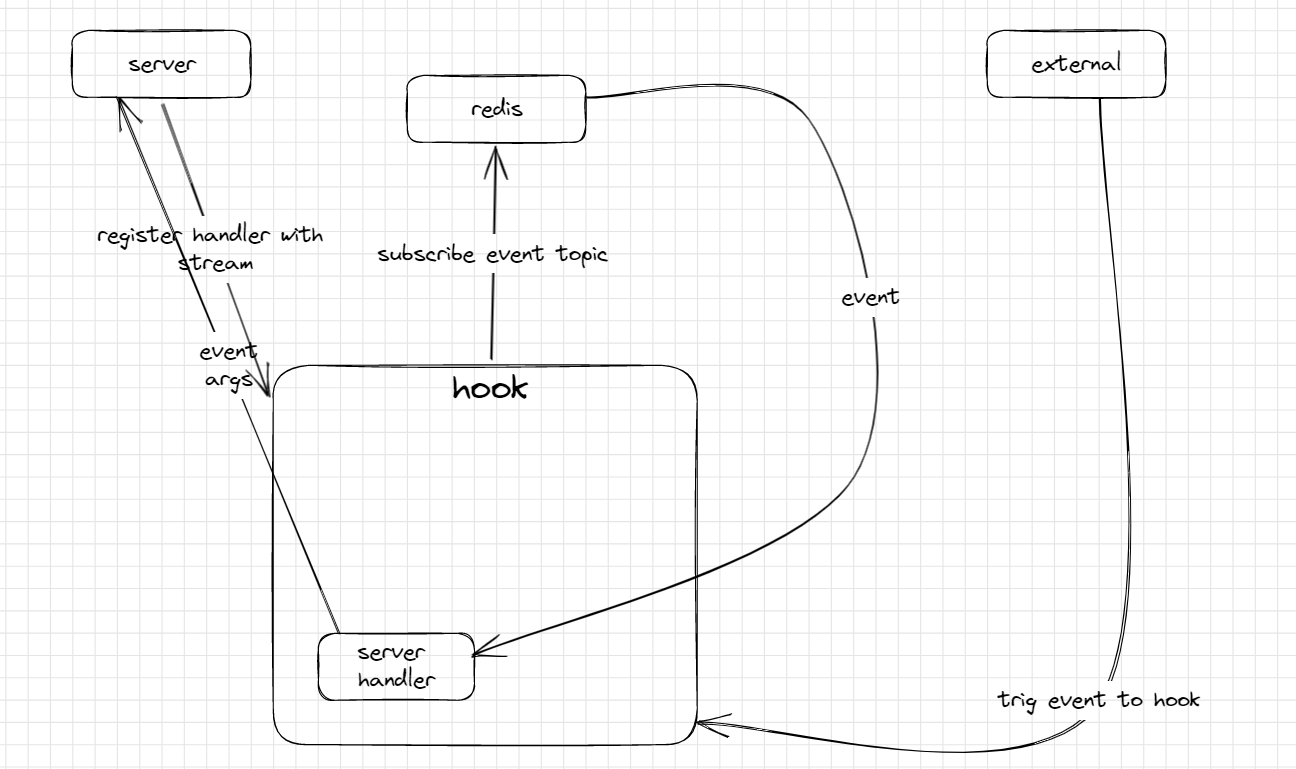 server
redis
external
register handler with
stream
subscribe event topic
event
event
args
hook
server
handler
trig event to hook